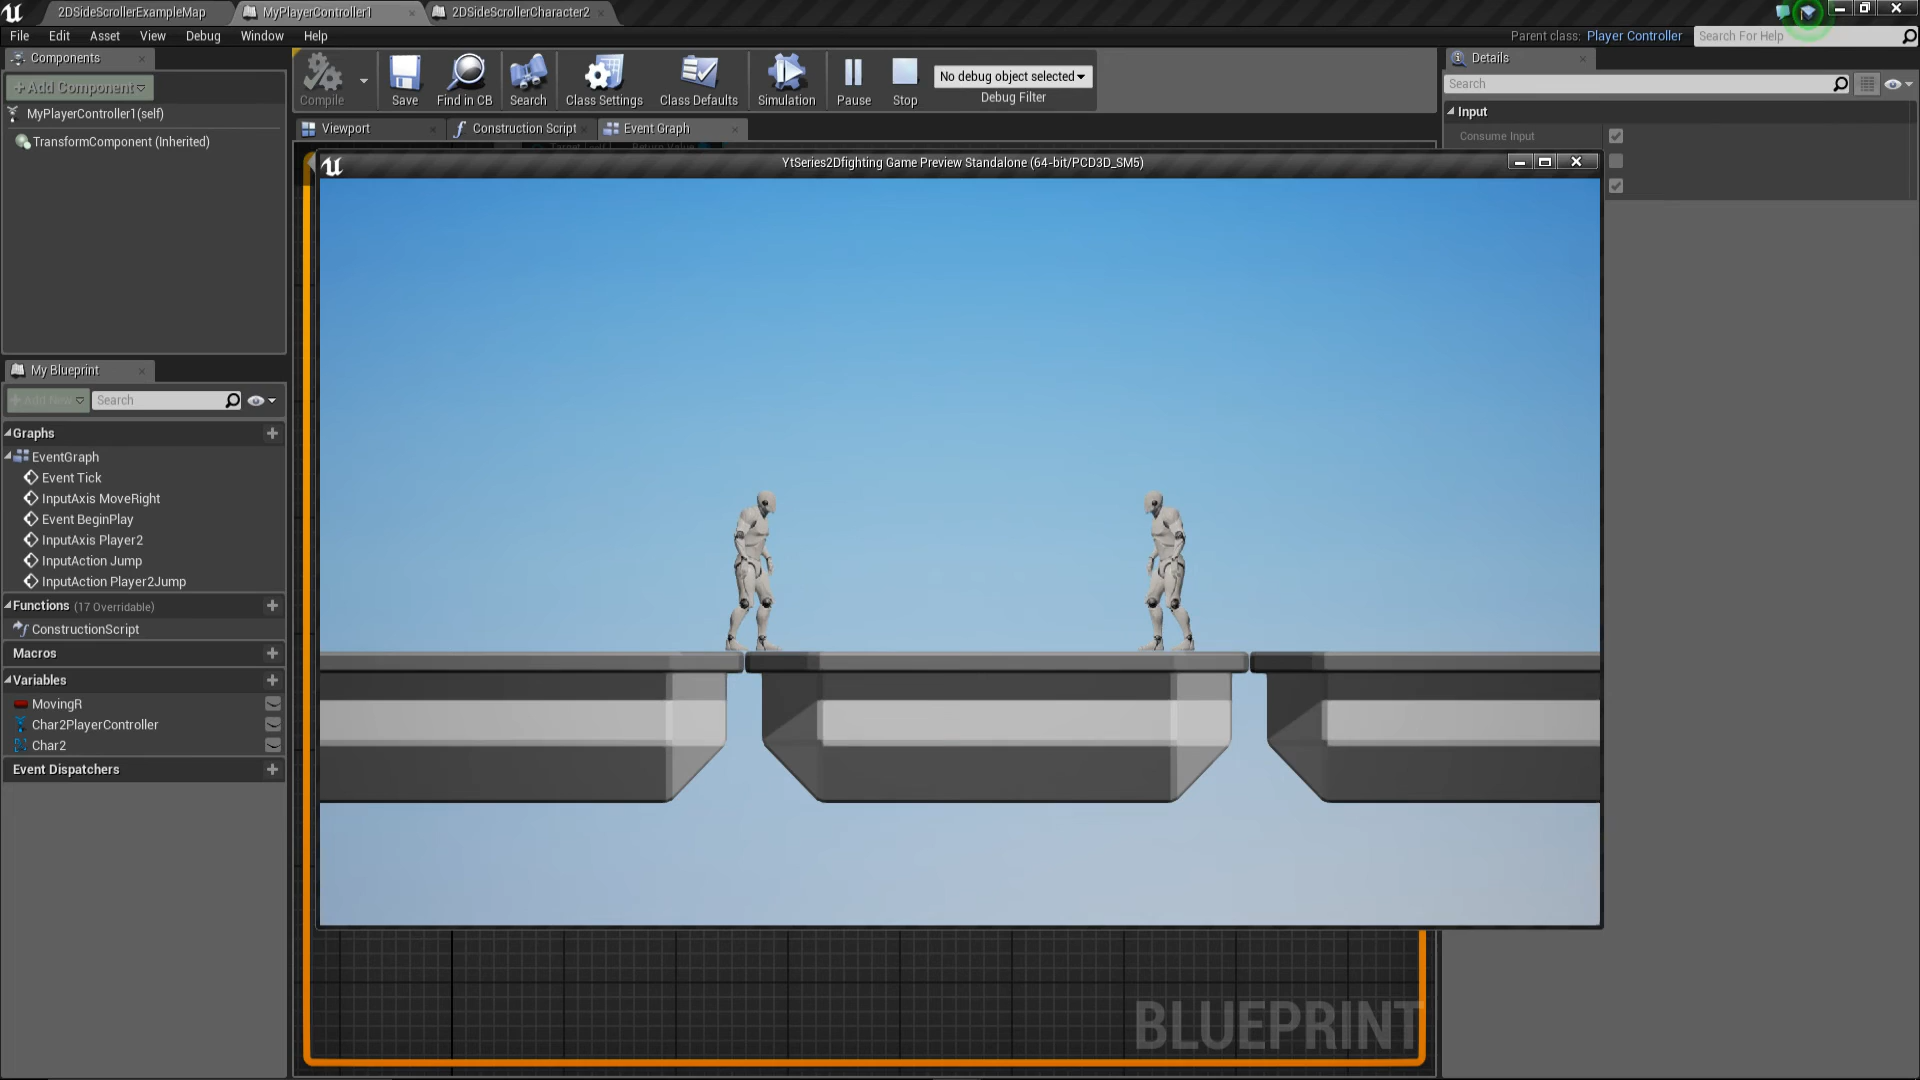 2DSideScrollerExampleMap
MyPlayerController1
2DSideScrollerCharacter2
File Edit Asset View Debug Window Help
Parent class: Player Controller
Search For Help
Components
Add Component
MyPlayerController1(self)
TransformComponent (Inherited)
Compile
Save
Find in CB
Search
Class Settings
Class Defaults
Simulation
Pause
Stop
No debug object selected
Debug Filter
Details
Search
Input
Consume Input
Viewport
Construction Script
Event Graph
YtSeries2Dfighting Game Preview Standalone (64-bit/PCD3D_SM5)
My Blueprint
Add New
Search
Graphs
EventGraph
Event Tick
InputAxis MoveRight
Event BeginPlay
InputAxis Player2
InputAction Jump
InputAction Player2Jump
Functions (17 Overridable)
ConstructionScript
Macros
Variables
MovingR
Char2PlayerController
Char2
Event Dispatchers
BLUEPRINT